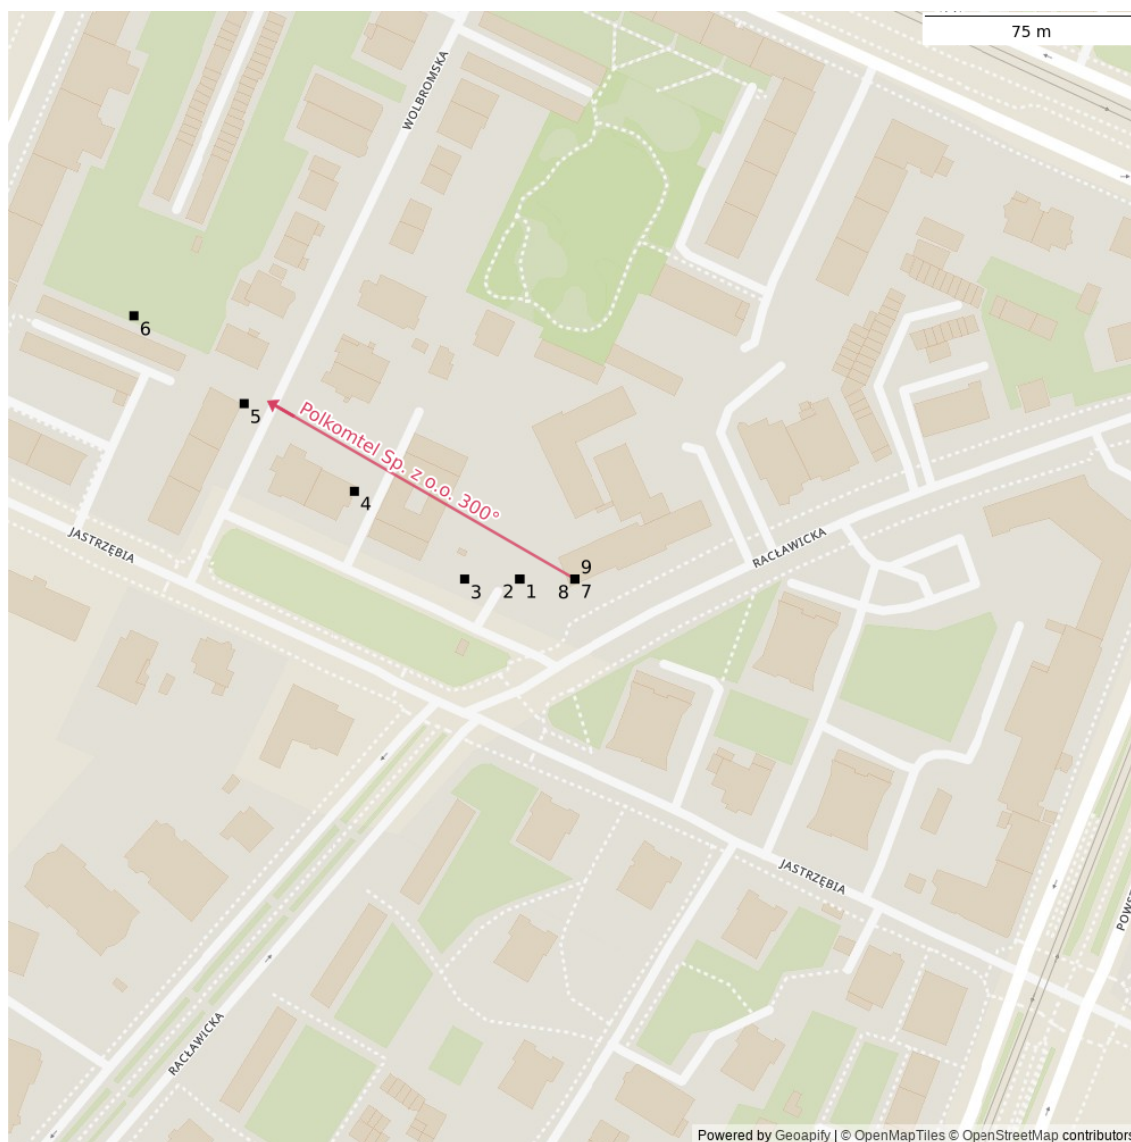 75 m
WOLBROMSKA
6
5
Polkomtel Sp. z o.o. 300°
4
JASTRZĘBIA
RACŁAWICKA
9
3
2
1
8
7
JASTRZĘBIA
POWST
RACŁAWICKA
Powered by Geoapify | © OpenMapTiles © OpenStreetMap contributors